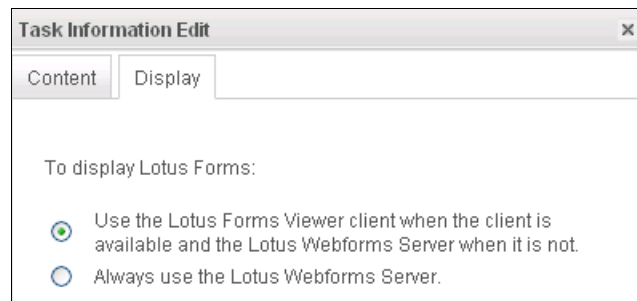 Task Information Edit
Content Display
To display Lotus Forms:
Use the Lotus Forms Viewer client when the client is
available and the Lotus Webforms Server when it is not.
Always use the Lotus Webforms Server.